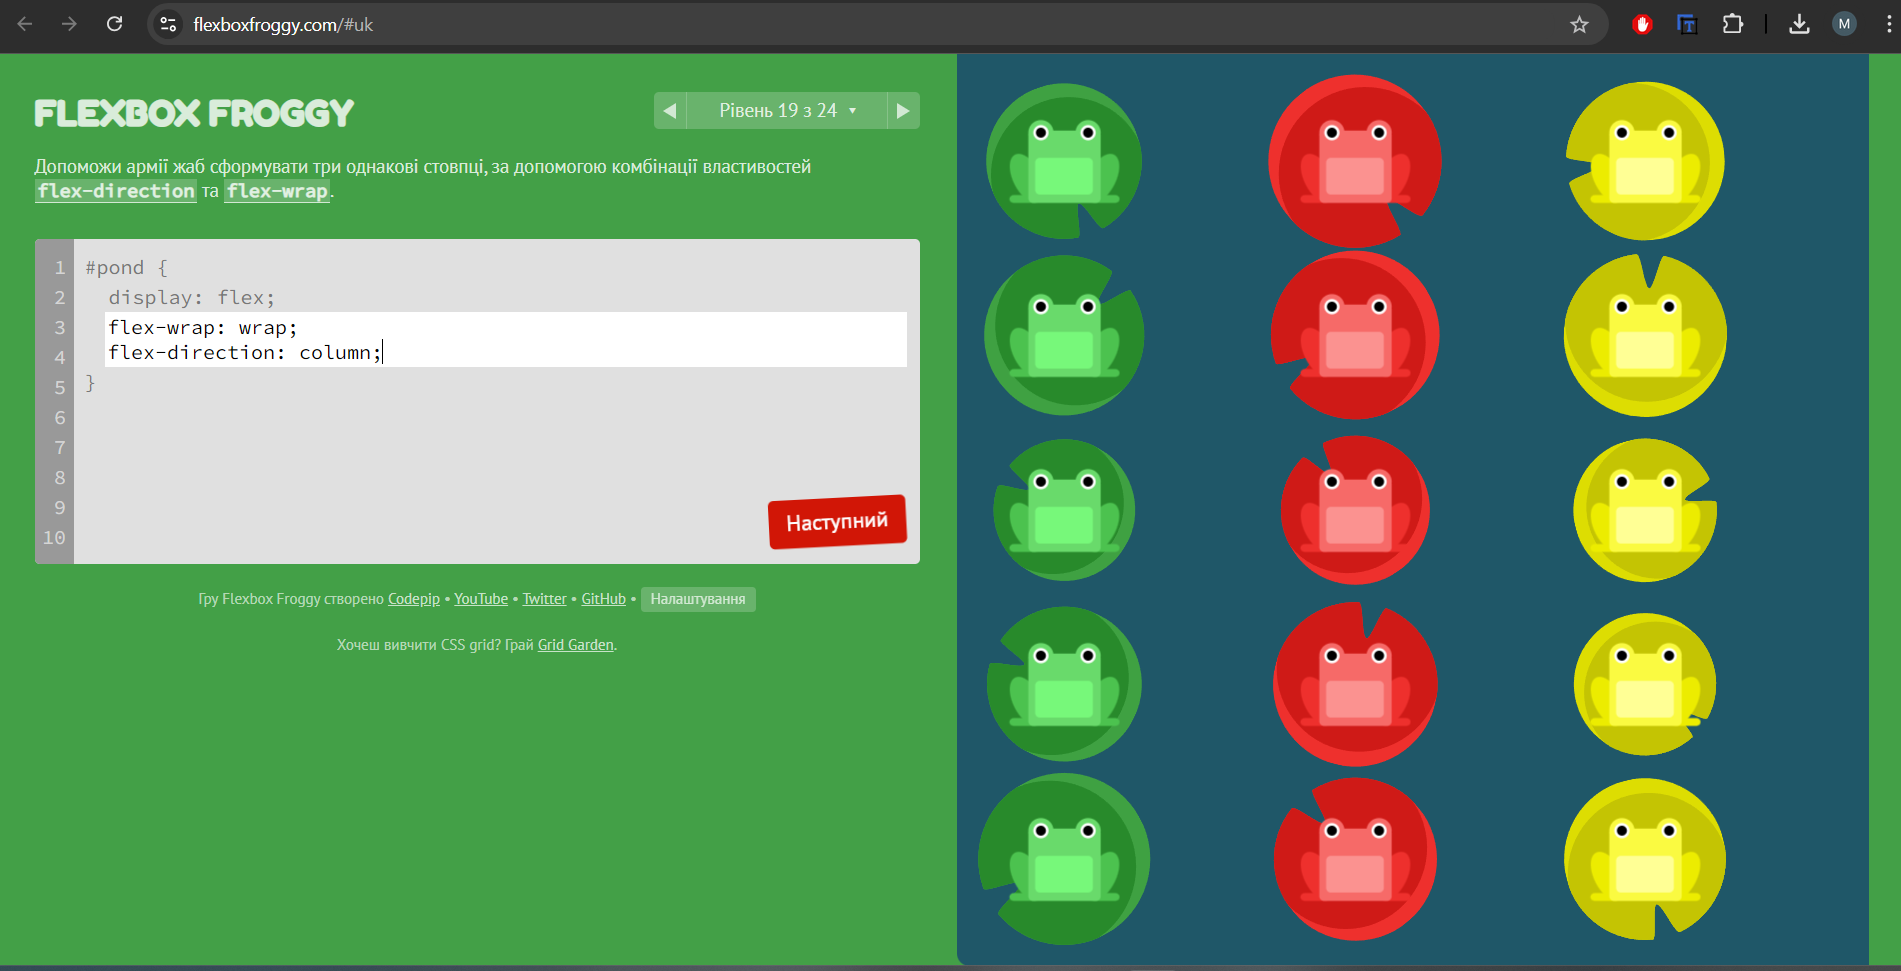 flexboxfroggy.com/#uk
M
FLEXBOX FROGGY
Рівень 19 з 24
Допоможи армії жаб сформувати три однакові стовпці, за допомогою комбінації властивостей
flex-direction та flex-wrap.
1 #pond {
2 display: flex;
3 flex-wrap: wrap;
4 flex-direction: column;
5 }
6
7
8
9
10
Наступний
Гру Flexbox Froggy створено Codepip • YouTube • Twitter • GitHub • Налаштування
Хочеш вивчити CSS grid? Грай Grid Garden.